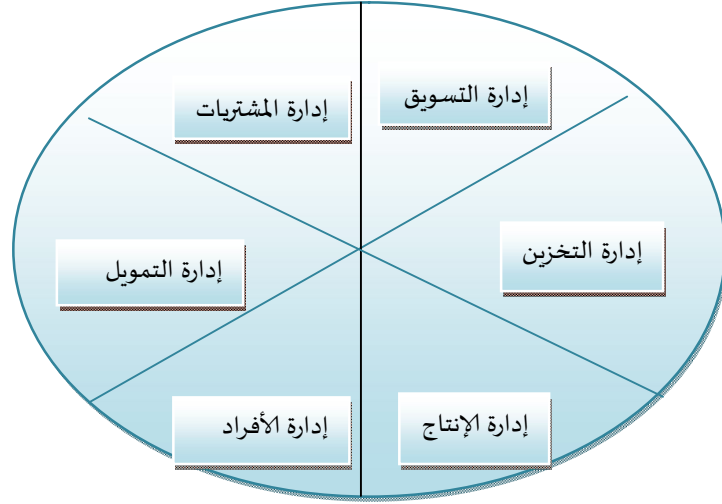 إدارة التسويق
إدارة المشتريات
إدارة التخزين
إدارة التمويل
إدارة الإنتاج
إدارة الأفراد